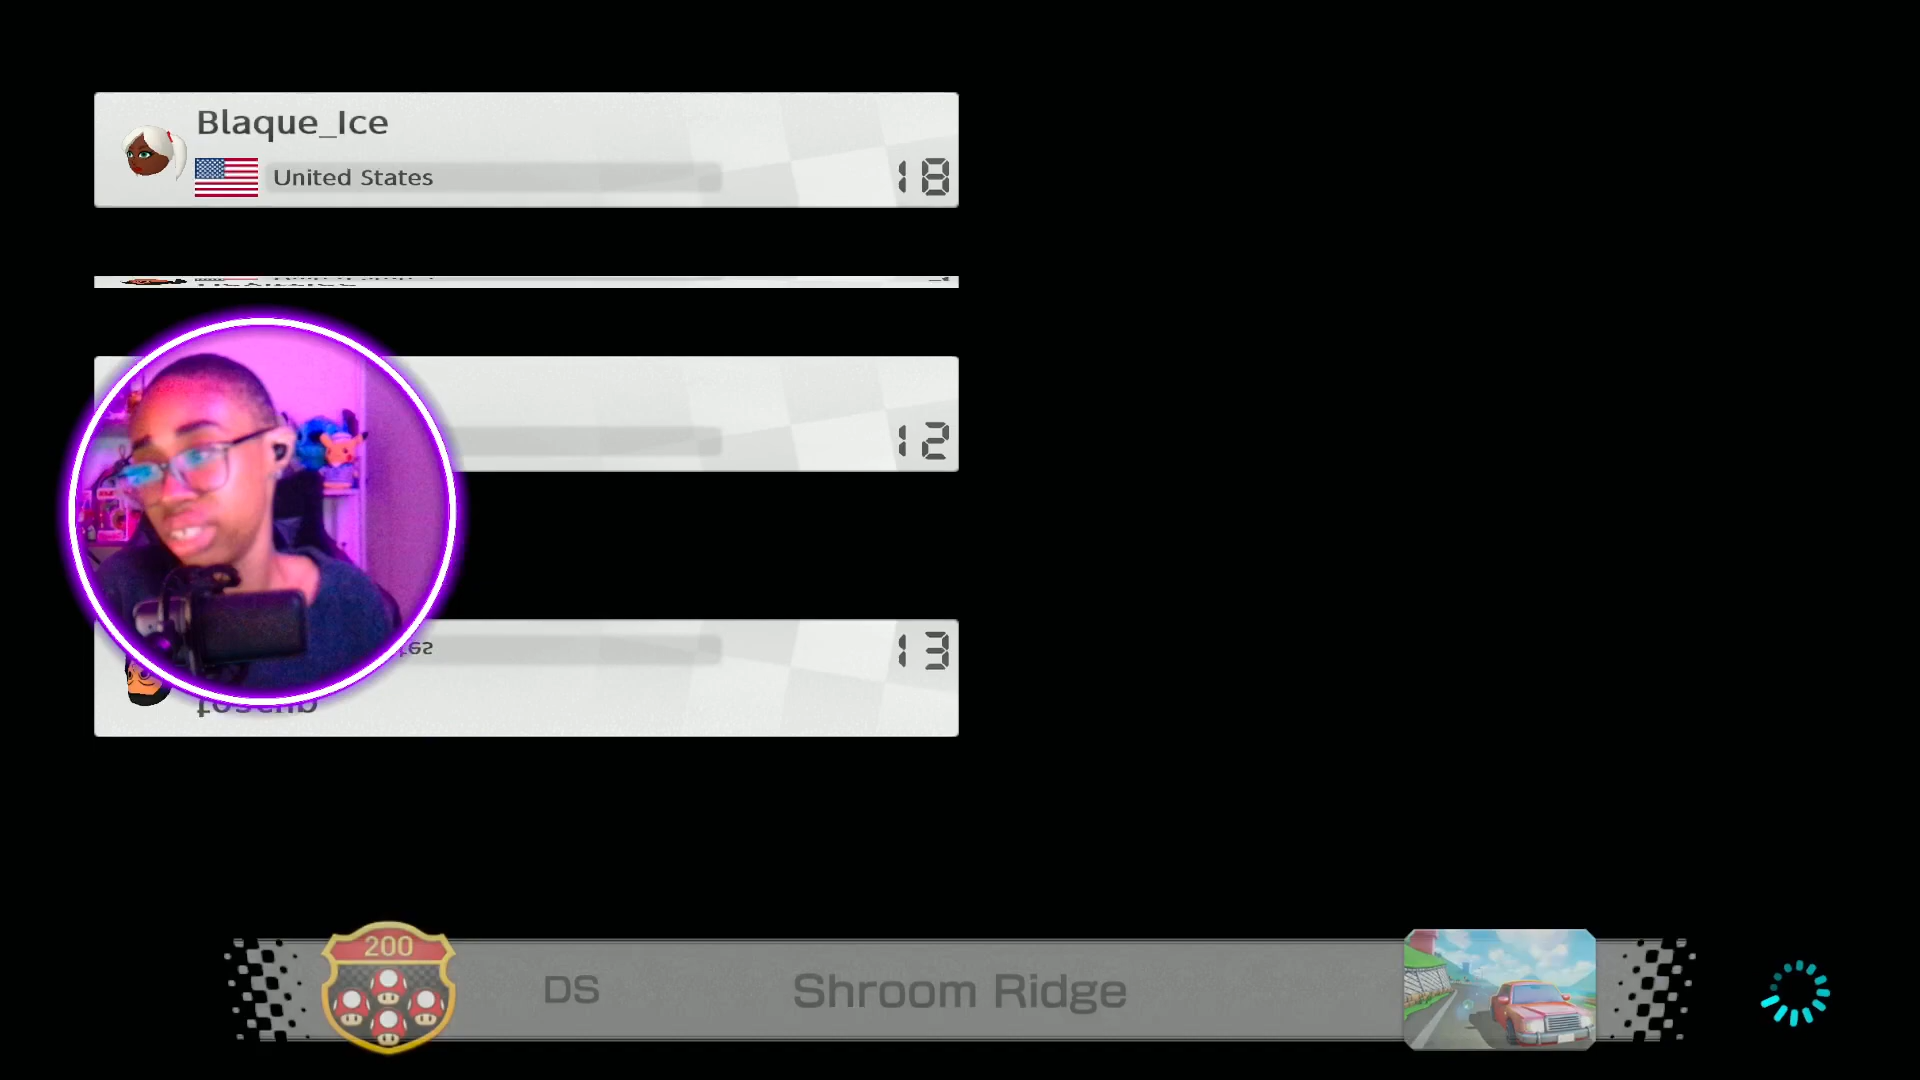 Blaque_Ice
United States
18
12
13
200
DS
Shroom Ridge